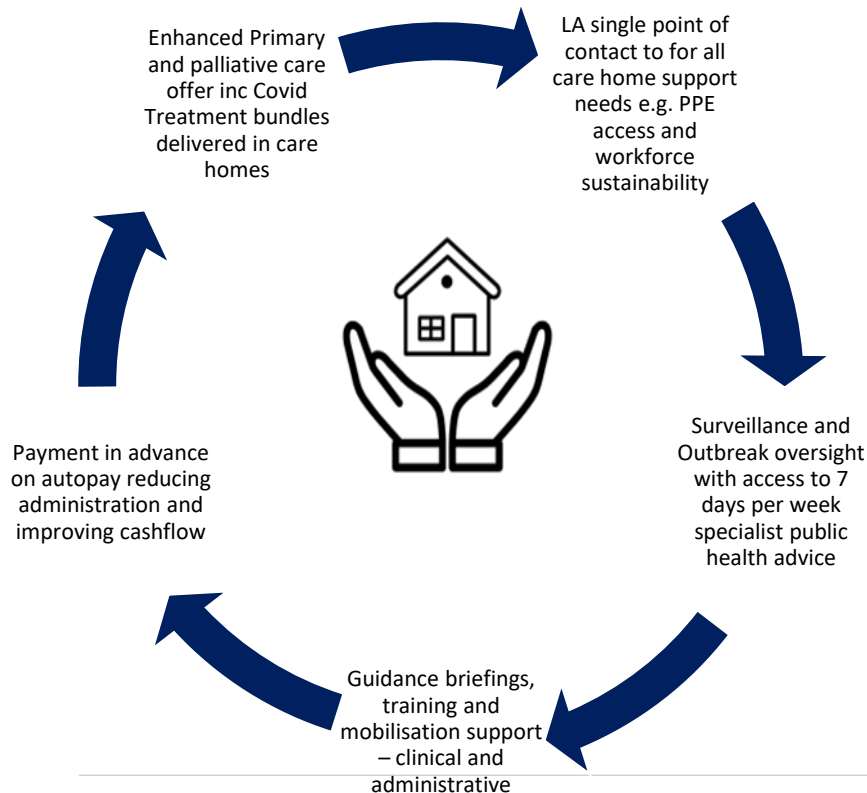 Enhanced Primary
and palliative care
offer inc Covid
Treatment bundles
delivered in care
homes
LA single point of
contact to for all
care home support
needs e.g. PPE
access and
workforce
sustainability
Surveillance and
Outbreak oversight
with access to 7
days per week
specialist public
health advice
Guidance briefings,
training and
mobilisation support
– clinical and
administrative
Payment in advance
on autopay reducing
administration and
improving cashflow